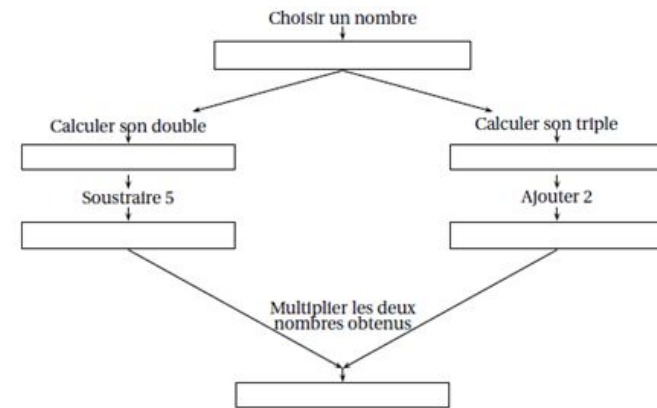 Choisir un nombre
Calculer son double
Calculer son triple
Soustraire 5
Ajouter 2
Multiplier les deux
nombres obtenus